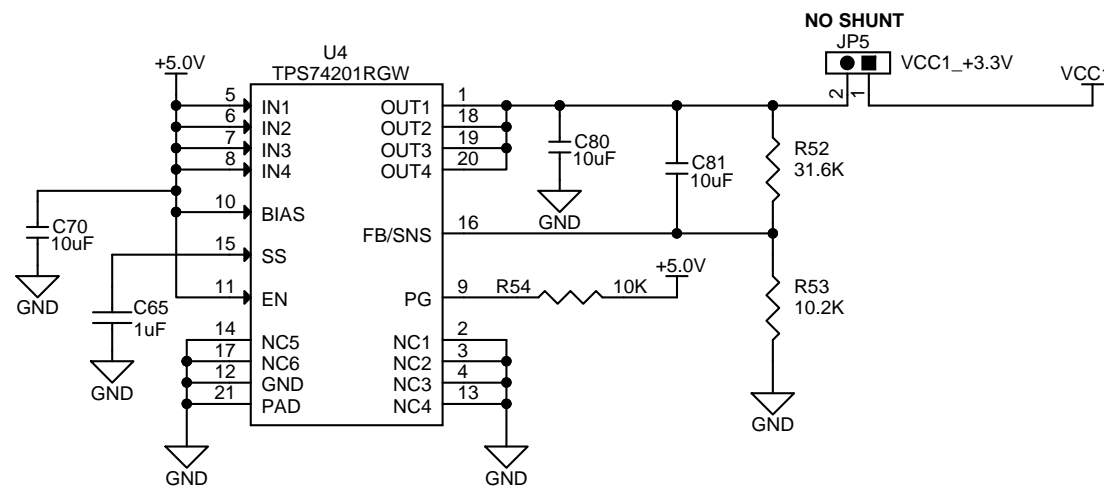 NO SHUNT
JP5
VCC1_+3.3V
VCC1
2
1
+5.0V
U4
TPS74201RGW
5
IN1
6
IN2
7
IN3
8
IN4
10
BIAS
15
SS
11
EN
14
NC5
17
NC6
12
GND
21
PAD
OUT1
1
OUT2
18
OUT3
19
OUT4
20
FB/SNS
16
PG
9
NC1
2
NC2
3
NC3
4
NC4
13
C80
10uF
GND
C81
10uF
R52
31.6K
C70
10uF
GND
C65
1uF
GND
R54
10K
+5.0V
R53
10.2K
GND
GND
GND